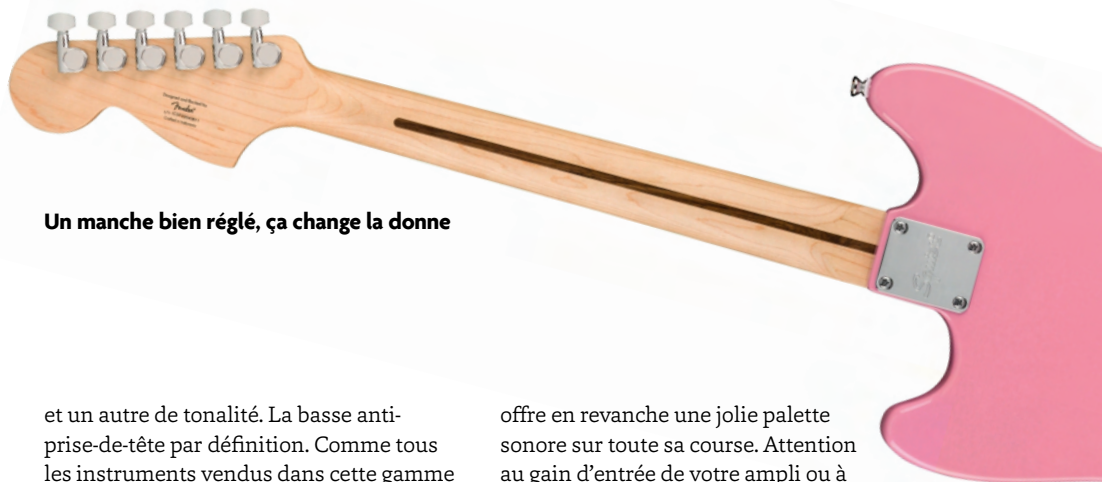 Fender
Un manche bien réglé, ça change la donne
et un autre de tonalité. La basse anti-
prise-de-tête par définition. Comme tous
les instruments vendus dans cette gamme
offre en revanche une jolie palette
sonore sur toute sa course. Attention
au gain d’entrée de votre ampli ou à